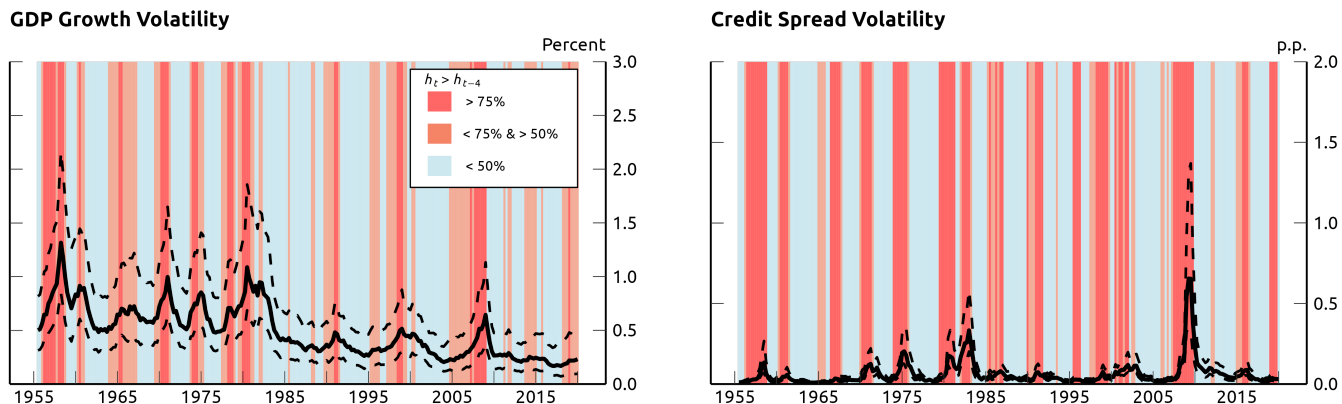 GDP Growth Volatility
Percent
h_t > h_{t−4}
> 75%
< 75% & > 50%
< 50%
3.0
2.5
2.0
1.5
1.0
0.5
0.0
1955 1965 1975 1985 1995 2005 2015
Credit Spread Volatility
p.p.
2.0
1.5
1.0
0.5
0.0
1955 1965 1975 1985 1995 2005 2015